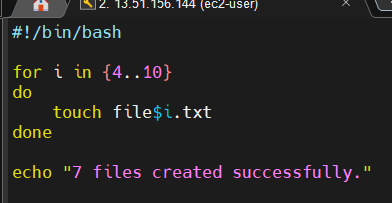 2. 13.51.156.144 (ec2-user)
#!/bin/bash
for i in {4..10}
do
    touch file$i.txt
done
echo "7 files created successfully."